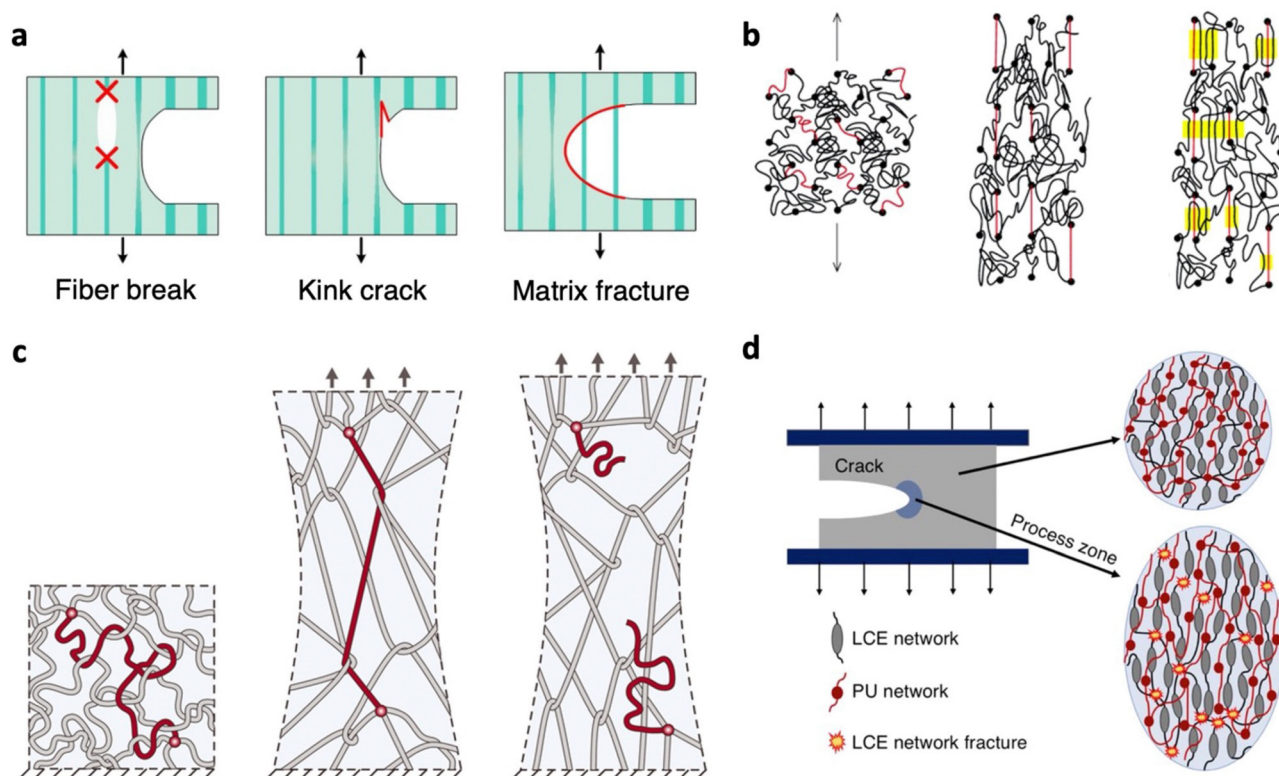 a
Fiber break
Kink crack
Matrix fracture
b
c
d
Crack
Process zone
LCE network
PU network
LCE network fracture